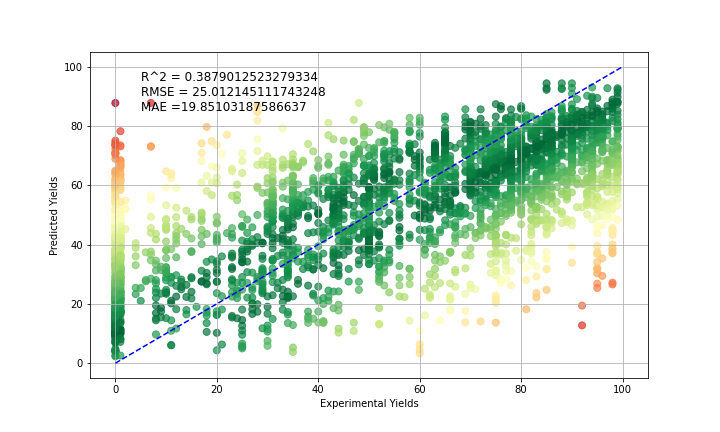 R^2 = 0.3879012523279334
RMSE = 25.012145111743248
MAE =19.85103187586637
100
80
60
40
20
0
Predicted Yields
0 20 40 60 80 100
Experimental Yields